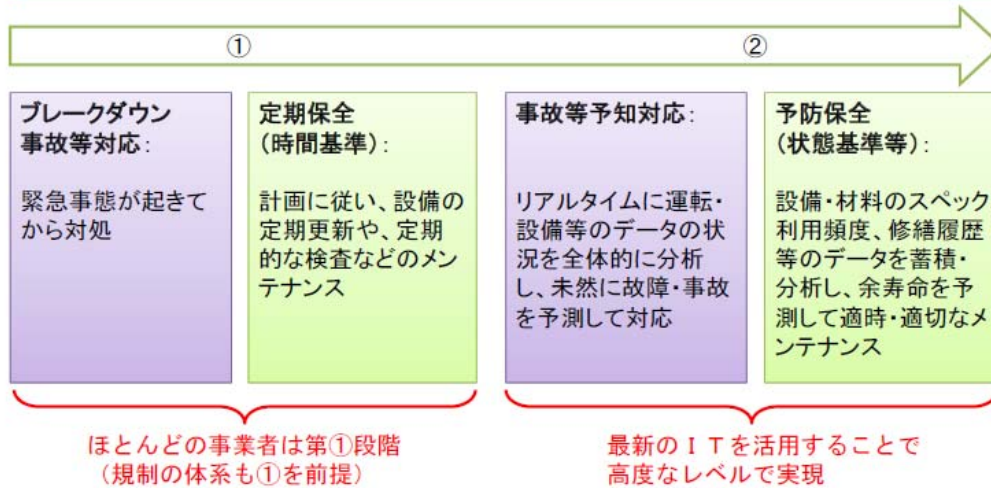 ①
②
ブレークダウン
事故等対応：
緊急事態が起きて
から対処
定期保全
（時間基準）：
計画に従い、設備の
定期更新や、定期
的な検査などのメン
テナンス
事故等予知対応：
リアルタイムに運転・
設備等のデータの状
況を全体的に分析
し、未然に故障・事故
を予測して対応
予防保全
（状態基準等）：
設備・材料のスペック
利用頻度、修繕履歴
等のデータを蓄積・
分析し、余寿命を予
測して適時・適切なメ
ンテナンス
ほとんどの事業者は第①段階
（規制の体系も①を前提）
最新のＩＴを活用することで
高度なレベルで実現